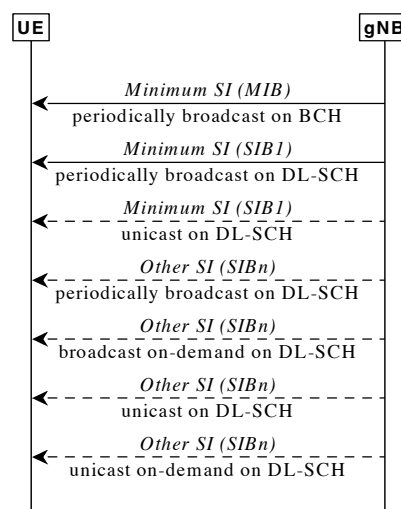 UE gNB
Minimum SI (MIB)
periodically broadcast on BCH
Minimum SI (SIB1)
periodically broadcast on DL-SCH
Minimum SI (SIB1)
unicast on DL-SCH
Other SI (SIBn)
periodically broadcast on DL-SCH
Other SI (SIBn)
broadcast on-demand on DL-SCH
Other SI (SIBn)
unicast on DL-SCH
Other SI (SIBn)
unicast on-demand on DL-SCH